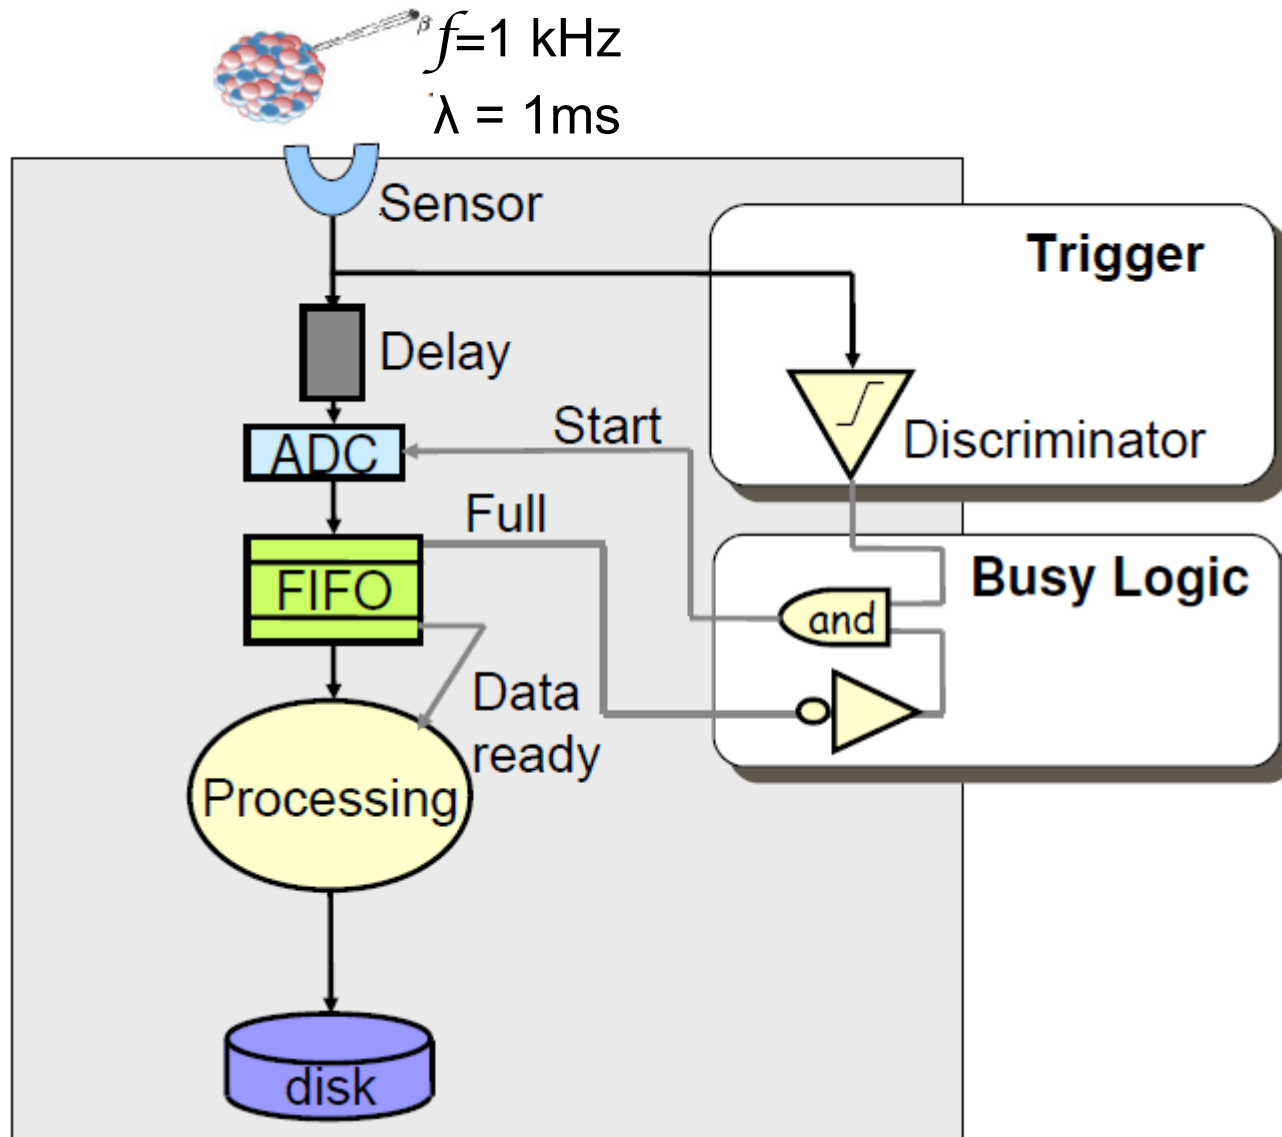 β
f=1 kHz
λ = 1ms
Sensor
Trigger
Delay
Start
ADC
Discriminator
Full
FIFO
Busy Logic
and
Data
ready
Processing
disk